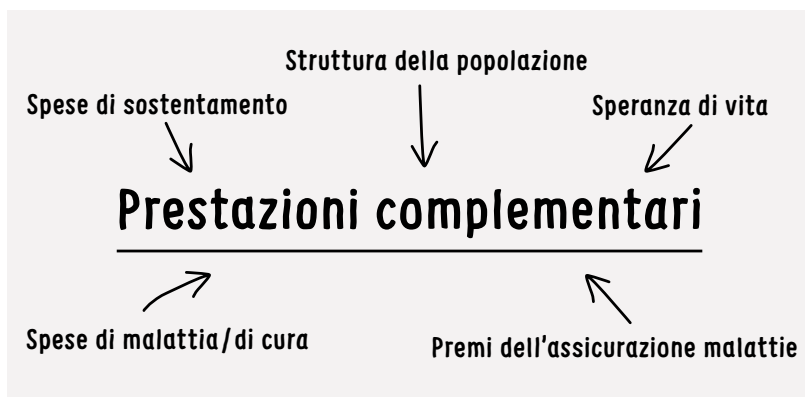 Struttura della popolazione
Spese di sostentamento
Speranza di vita
Prestazioni complementari
Spese di malattia/di cura
Premi dell'assicurazione malattie